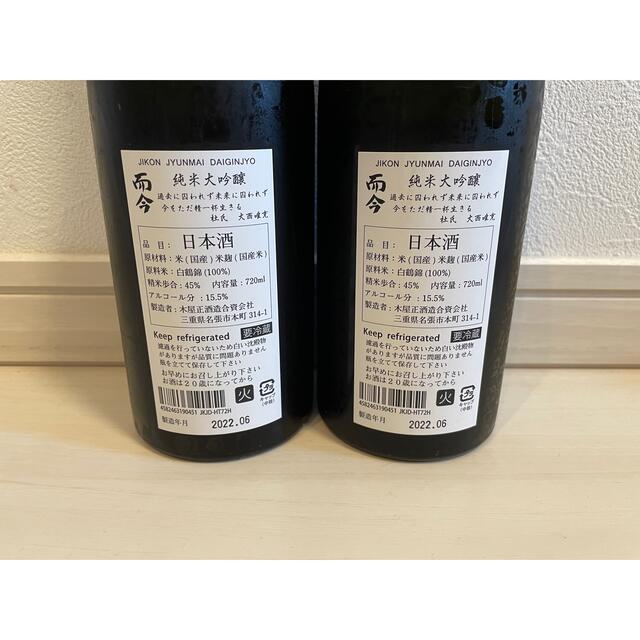 JIKON JYUNMAI DAIGINJYO
而今
純米大吟醸
過去に囚われず未来に囚われず
今をただ精一杯生きる
杜氏 大西唯克
品目: 日本酒
原材料: 米(国産)米麹(国産米)
原料米: 白鶴錦(100%)
精米歩合: 45% 内容量: 720ml
アルコール分: 15.5%
製造者: 木屋正酒造合資会社
三重県名張市本町314-1
Keep refrigerated 要冷蔵
濾過を行っていないため白い沈殿物
がありますが品質に問題ありません
瓶を立てて保存して下さい
お早めにお召し上がり下さい
お酒は20歳になってから
火
キャップ
(中栓)
4582463190451 JKJD-HT72H
製造年月 2022.06
JIKON JYUNMAI DAIGINJYO
而今
純米大吟醸
過去に囚われず未来に囚われず
今をただ精一杯生きる
杜氏 大西唯克
品目: 日本酒
原材料: 米(国産)米麹(国産米)
原料米: 白鶴錦(100%)
精米歩合: 45% 内容量: 720ml
アルコール分: 15.5%
製造者: 木屋正酒造合資会社
三重県名張市本町314-1
Keep refrigerated 要冷蔵
濾過を行っていないため白い沈殿物
がありますが品質に問題ありません
瓶を立てて保存して下さい
お早めにお召し上がり下さい
お酒は20歳になってから
火
キャップ
(中栓)
4582463190451 JKJD-HT72H
製造年月 2022.06